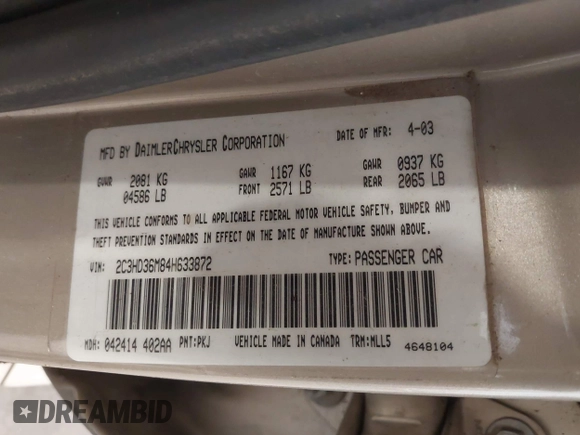 MFD BY DAIMLERCHRYSLER CORPORATION DATE OF MFR: 4-03
GVWR 2081 KG GAWR 1167 KG GAWR 0937 KG
04586 LB FRONT 2571 LB REAR 2065 LB
THIS VEHICLE CONFORMS TO ALL APPLICABLE FEDERAL MOTOR VEHICLE SAFETY, BUMPER AND
THEFT PREVENTION STANDARDS IN EFFECT ON THE DATE OF MANUFACTURE SHOWN ABOVE.
VIN: 2C3HD36M84H633872 TYPE: PASSENGER CAR
MDH: 042414 402AA PNT:PKJ VEHICLE MADE IN CANADA TRM:MLL5 4648104
DREAMBID